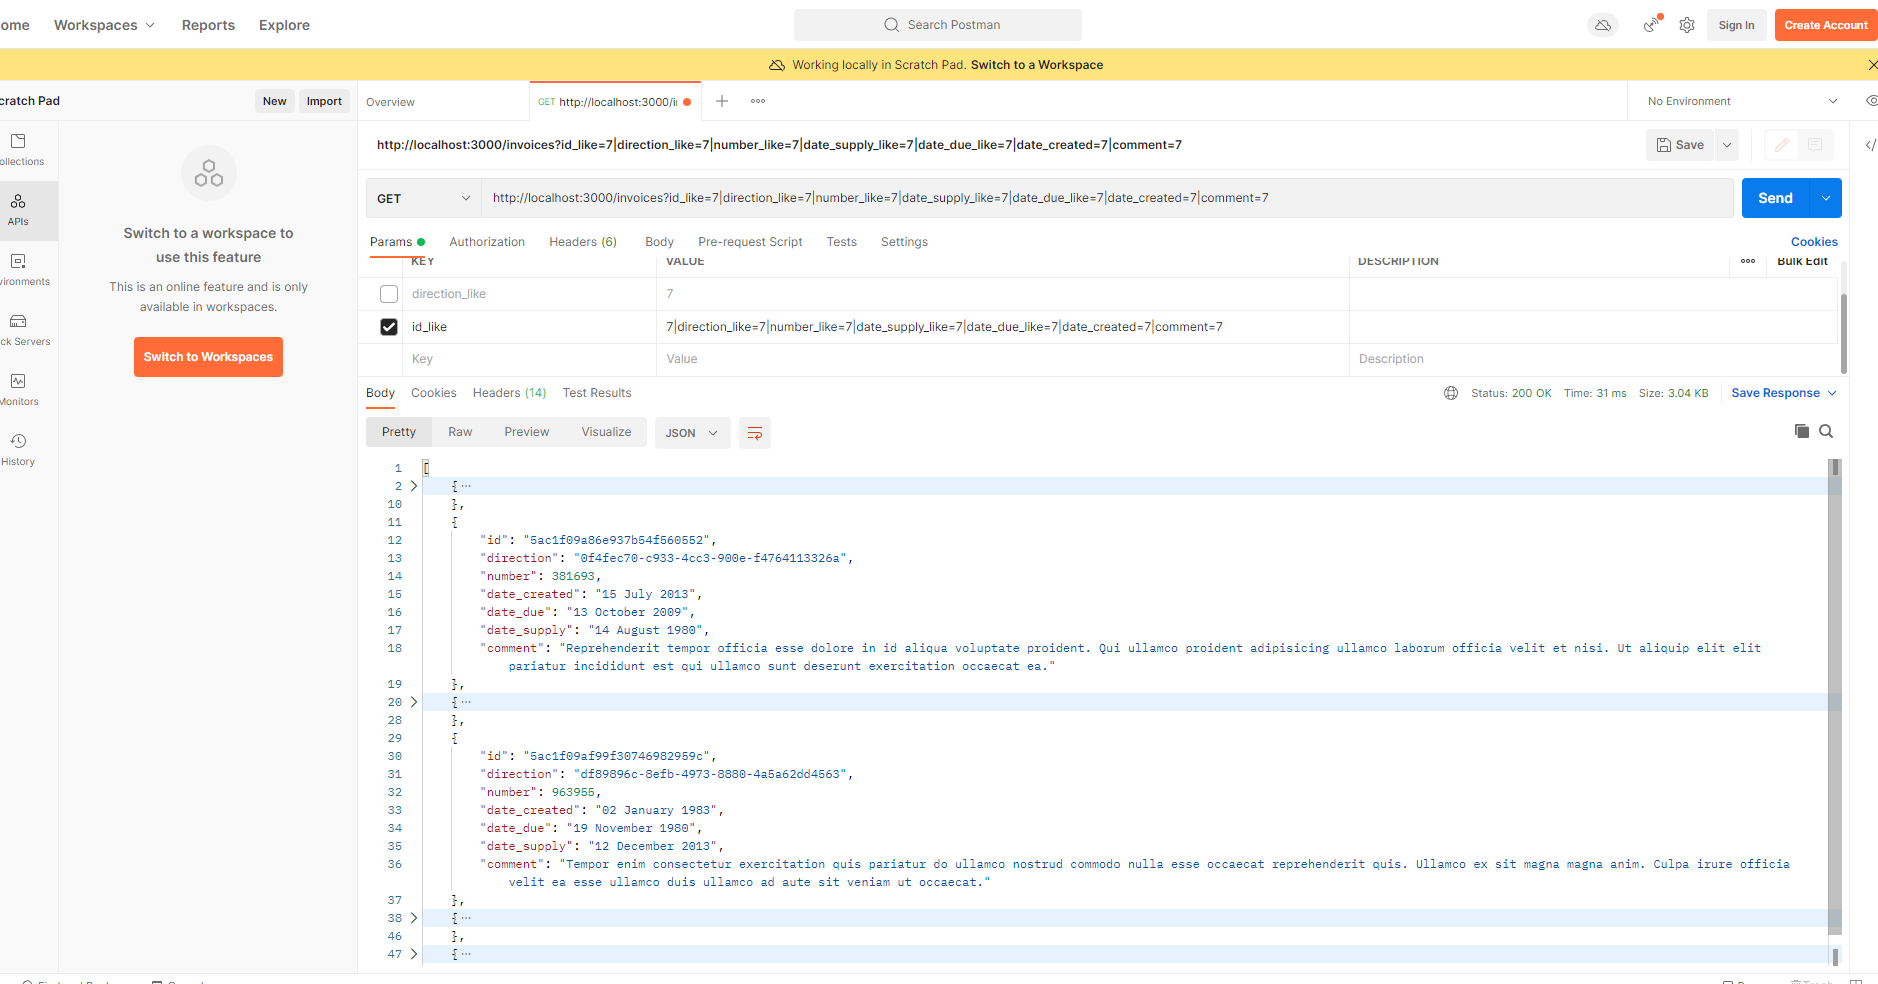 ome Workspaces Reports Explore Search Postman Sign In Create Account
Working locally in Scratch Pad. Switch to a Workspace
cratch Pad New Import Overview GET http://localhost:3000/i No Environment
http://localhost:3000/invoices?id_like=7|direction_like=7|number_like=7|date_supply_like=7|date_due_like=7|date_created=7|comment=7 Save </
ollections
APIs
vironments
ck Servers
Monitors
History
Switch to a workspace to
use this feature
This is an online feature and is only
available in workspaces.
Switch to Workspaces
GET http://localhost:3000/invoices?id_like=7|direction_like=7|number_like=7|date_supply_like=7|date_due_like=7|date_created=7|comment=7 Send
Params Authorization Headers (6) Body Pre-request Script Tests Settings Cookies
KEY VALUE DESCRIPTION Bulk Edit
direction_like 7
id_like 7|direction_like=7|number_like=7|date_supply_like=7|date_due_like=7|date_created=7|comment=7
Key Value Description
Body Cookies Headers (14) Test Results Status: 200 OK Time: 31 ms Size: 3.04 KB Save Response
Pretty Raw Preview Visualize JSON
1 [
2 { ...
10 },
11 {
12 "id": "5ac1f09a86e937b54f560552",
13 "direction": "0f4fec70-c933-4cc3-900e-f4764113326a",
14 "number": 381693,
15 "date_created": "15 July 2013",
16 "date_due": "13 October 2009",
17 "date_supply": "14 August 1980",
18 "comment": "Reprehenderit tempor officia esse dolore in id aliqua voluptate proident. Qui ullamco proident adipisicing ullamco laborum officia velit et nisi. Ut aliquip elit elit
pariatur incididunt est qui ullamco sunt deserunt exercitation occaecat ea."
19 },
20 { ...
28 },
29 {
30 "id": "5ac1f09af99f30746982959c",
31 "direction": "df89896c-8efb-4973-8880-4a5a62dd4563",
32 "number": 963955,
33 "date_created": "02 January 1983",
34 "date_due": "19 November 1980",
35 "date_supply": "12 December 2013",
36 "comment": "Tempor enim consectetur exercitation quis pariatur do ullamco nostrud commodo nulla esse occaecat reprehenderit quis. Ullamco ex sit magna magna anim. Culpa irure officia
velit ea esse ullamco duis ullamco ad aute sit veniam ut occaecat."
37 },
38 { ...
46 },
47 { ...